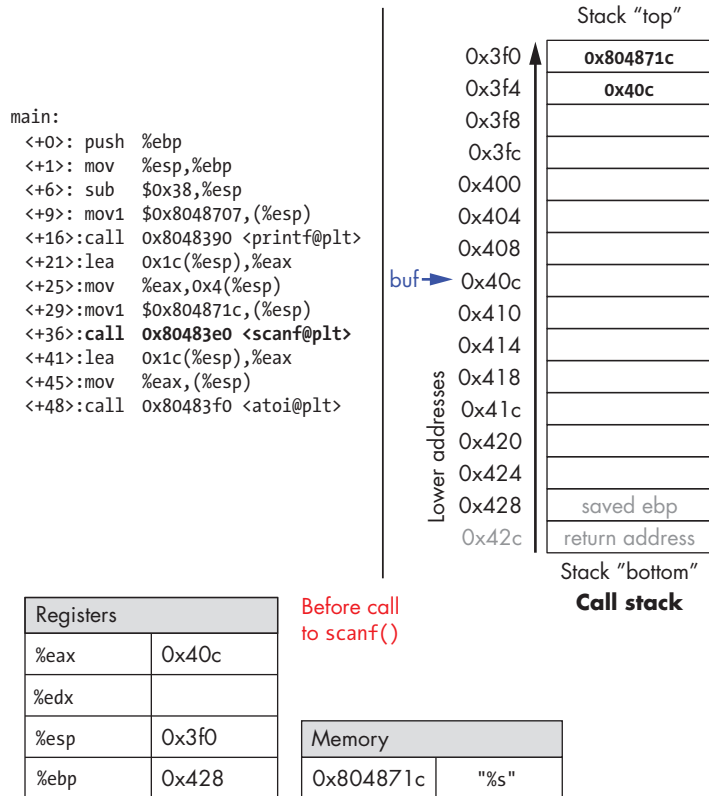 main:
<+0>: push %ebp
<+1>: mov %esp,%ebp
<+6>: sub $0x38,%esp
<+9>: mov1 $0x8048707,(%esp)
<+16>:call 0x8048390 <printf@plt>
<+21>:lea 0x1c(%esp),%eax
<+25>:mov %eax,0x4(%esp)
<+29>:mov1 $0x804871c,(%esp)
<+36>:call 0x80483e0 <scanf@plt>
<+41>:lea 0x1c(%esp),%eax
<+45>:mov %eax,(%esp)
<+48>:call 0x80483f0 <atoi@plt>
Stack "top"
0x3f0 0x804871c
0x3f4 0x40c
0x3f8
0x3fc
0x400
0x404
0x408
buf 0x40c
0x410
0x414
0x418
0x41c
0x420
0x424
0x428 saved ebp
0x42c return address
Lower addresses
Stack "bottom"
Call stack
Before call
to scanf()
Registers
%eax 0x40c
%edx
%esp 0x3f0
%ebp 0x428
Memory
0x804871c "%s"